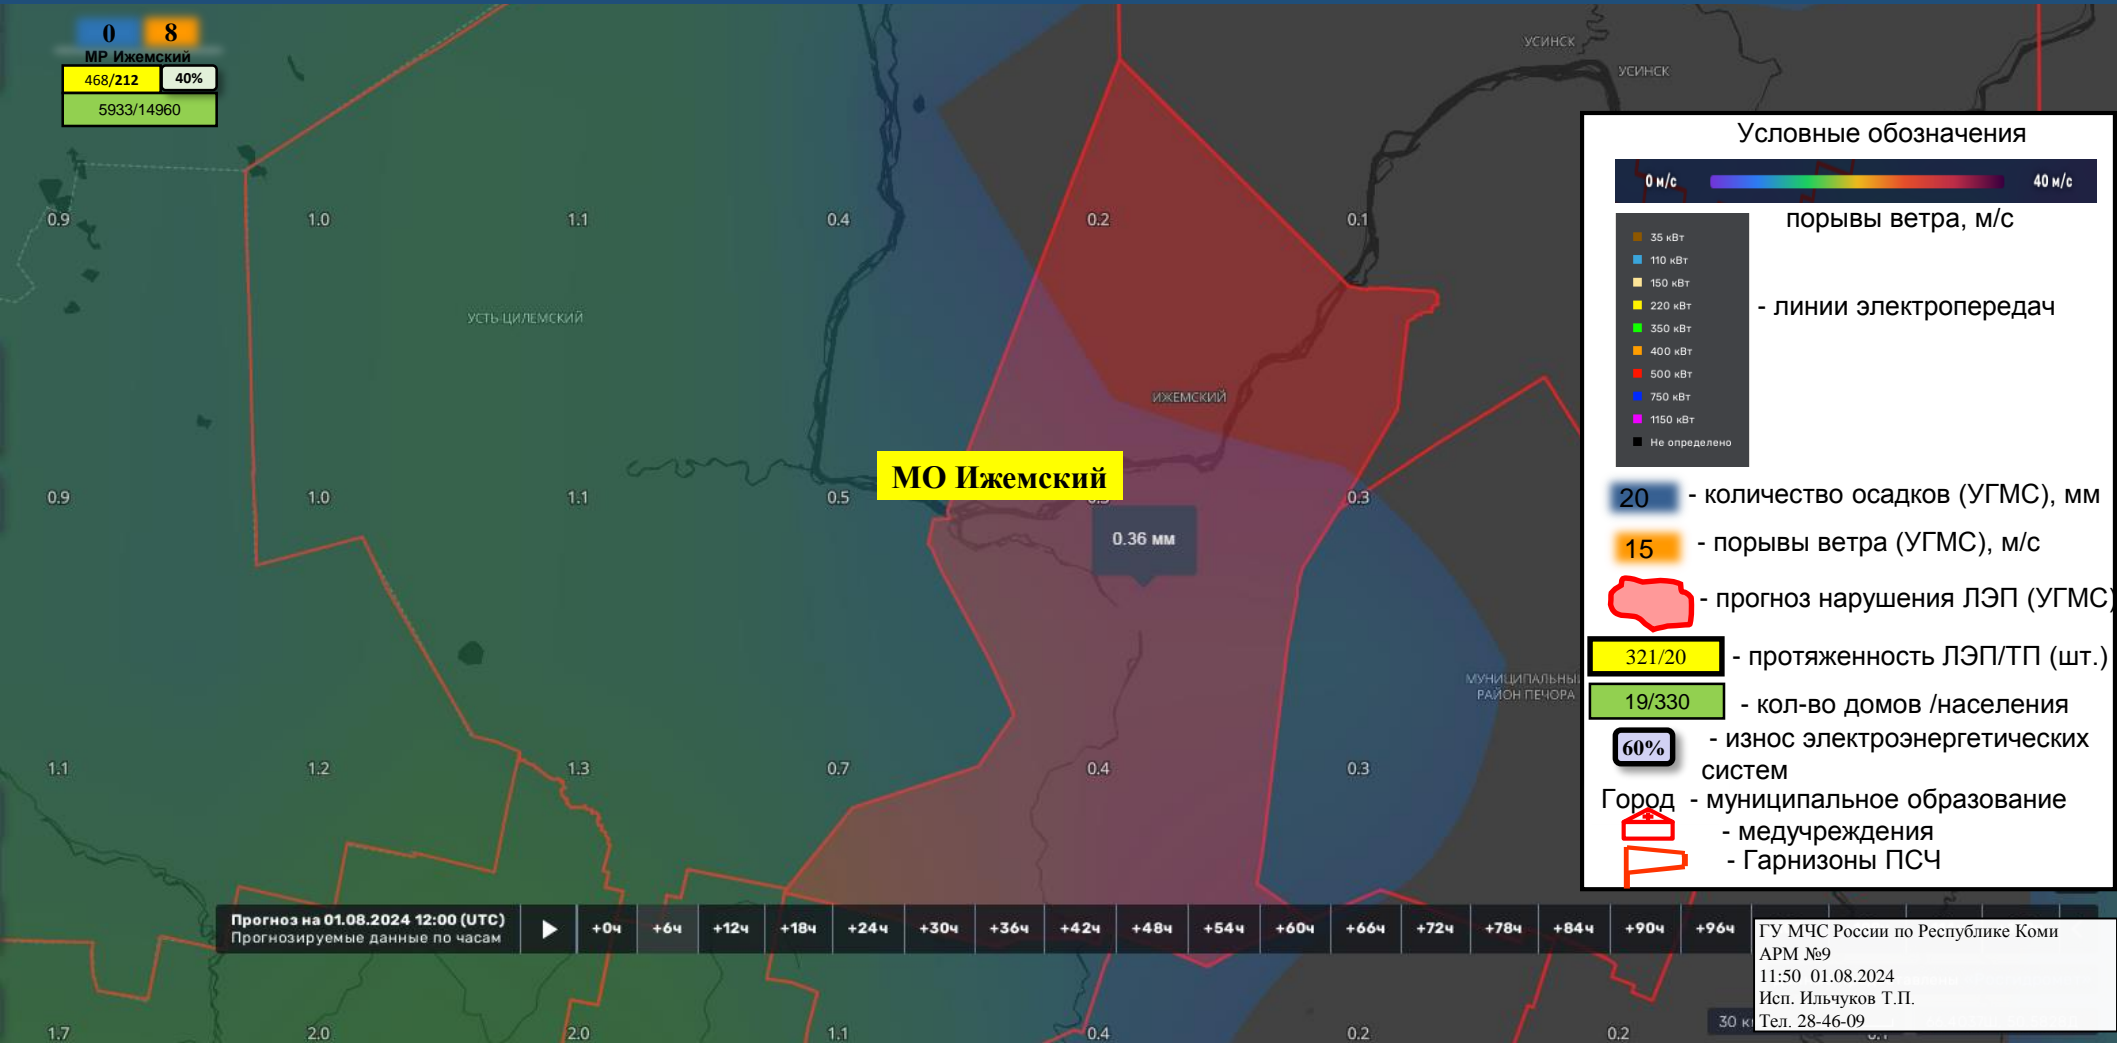 0 8
МР Ижемский
468/212 40%
5933/14960
УСИНСК
УСИНСК
Условные обозначения
0 м/с 40 м/с
порывы ветра, м/с
35 кВт
110 кВт
150 кВт
220 кВт
350 кВт
400 кВт
500 кВт
750 кВт
1150 кВт
Не определено
- линии электропередач
20 - количество осадков (УГМС), мм
15 - порывы ветра (УГМС), м/с
- прогноз нарушения ЛЭП (УГМС)
321/20 - протяженность ЛЭП/ТП (шт.)
19/330 - кол-во домов /населения
60% - износ электроэнергетических
систем
Город - муниципальное образование
- медучреждения
- Гарнизоны ПСЧ
0.9 1.0 1.1 0.4 0.2 0.1
УСТЬ-ЦИЛЕМСКИЙ
ИЖЕМСКИЙ
МО Ижемский
0.9 1.0 1.1 0.5 0.3
0.36 мм
МУНИЦИПАЛЬНЫЙ
РАЙОН ПЕЧОРА
1.1 1.2 1.3 0.7 0.4 0.3
Прогноз на 01.08.2024 12:00 (UTC)
Прогнозируемые данные по часам
+0ч +6ч +12ч +18ч +24ч +30ч +36ч +42ч +48ч +54ч +60ч +66ч +72ч +78ч +84ч +90ч +96ч
ГУ МЧС России по Республике Коми
АРМ №9
11:50 01.08.2024
Исп. Ильчуков Т.П.
Тел. 28-46-09
30
1.7 2.0 2.0 1.1 0.4 0.2 0.2